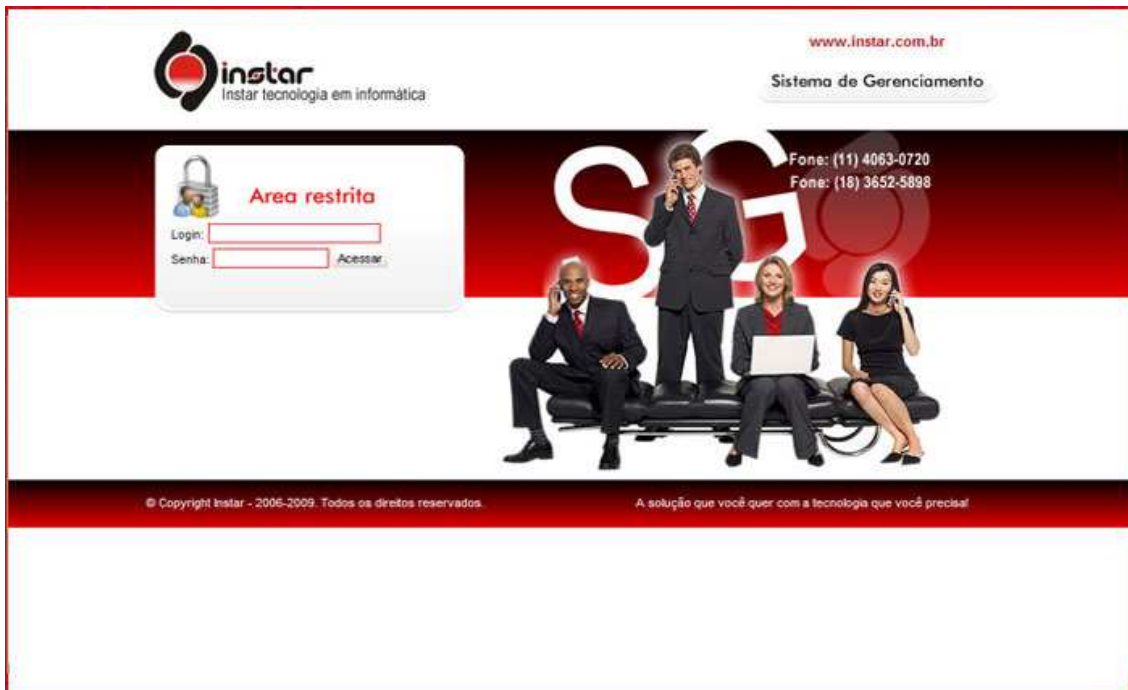 instar
Instar tecnologia em informática
www.instar.com.br
Sistema de Gerenciamento
SG
Fone: (11) 4063-0720
Fone: (18) 3652-5898
Area restrita
Login:
Senha: Acessar
© Copyright Instar - 2006-2009. Todos os direitos reservados.
A solução que você quer com a tecnologia que você precisa!